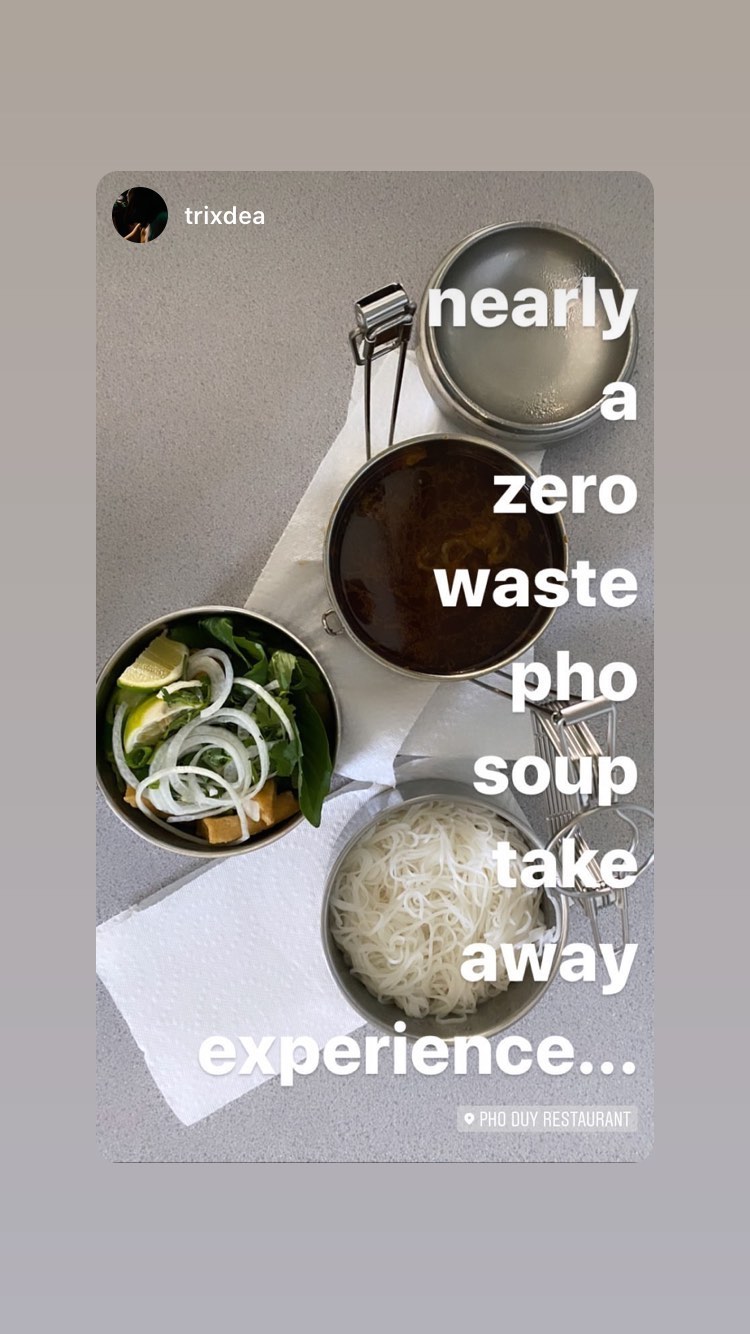 trixdea
nearly
a
zero
waste
pho
soup
take
away
experience...
PHO DUY RESTAURANT